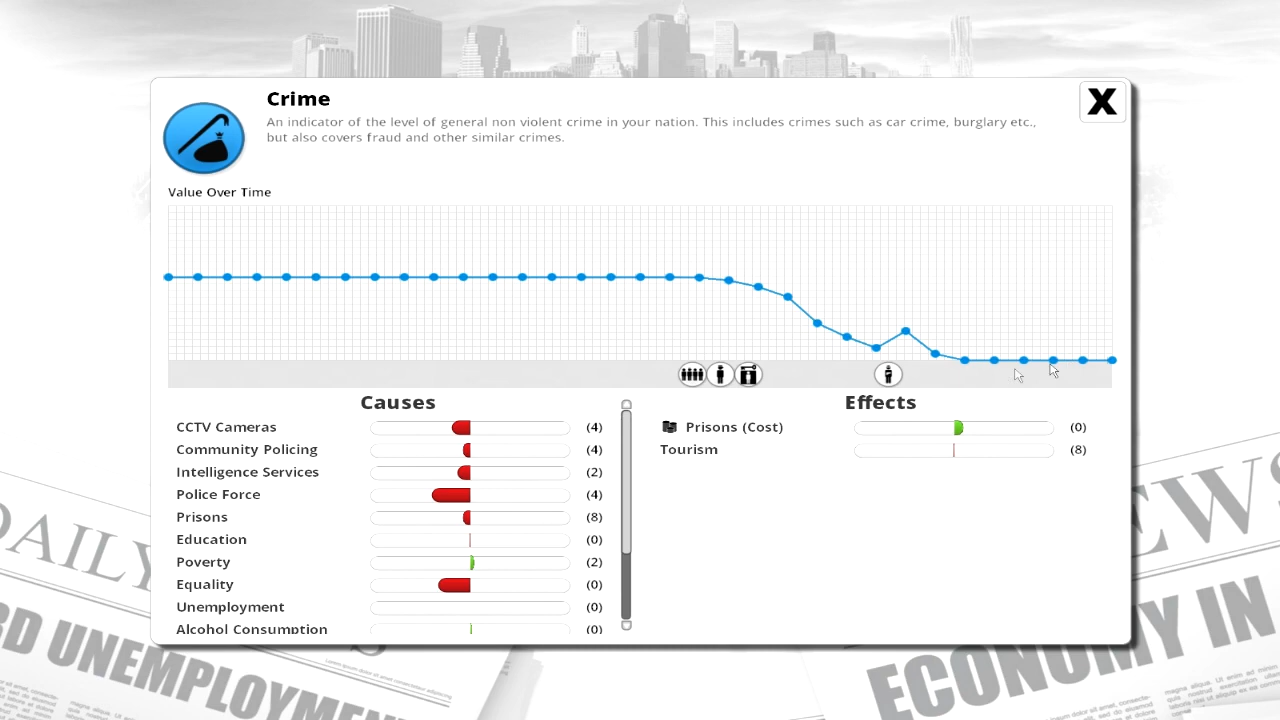 Crime
X
An indicator of the level of general non violent crime in your nation. This includes crimes such as car crime, burglary etc.,
but also covers fraud and other similar crimes.
Value Over Time
Causes
Effects
CCTV Cameras (4)
Prisons (Cost) (0)
Community Policing (4)
Tourism (8)
Intelligence Services (2)
Police Force (4)
Prisons (8)
Education (0)
Poverty (2)
Equality (0)
Unemployment (0)
Alcohol Consumption (0)
DAILY
EWS
RD UNEMPLOYMEN
ECONOMY IN